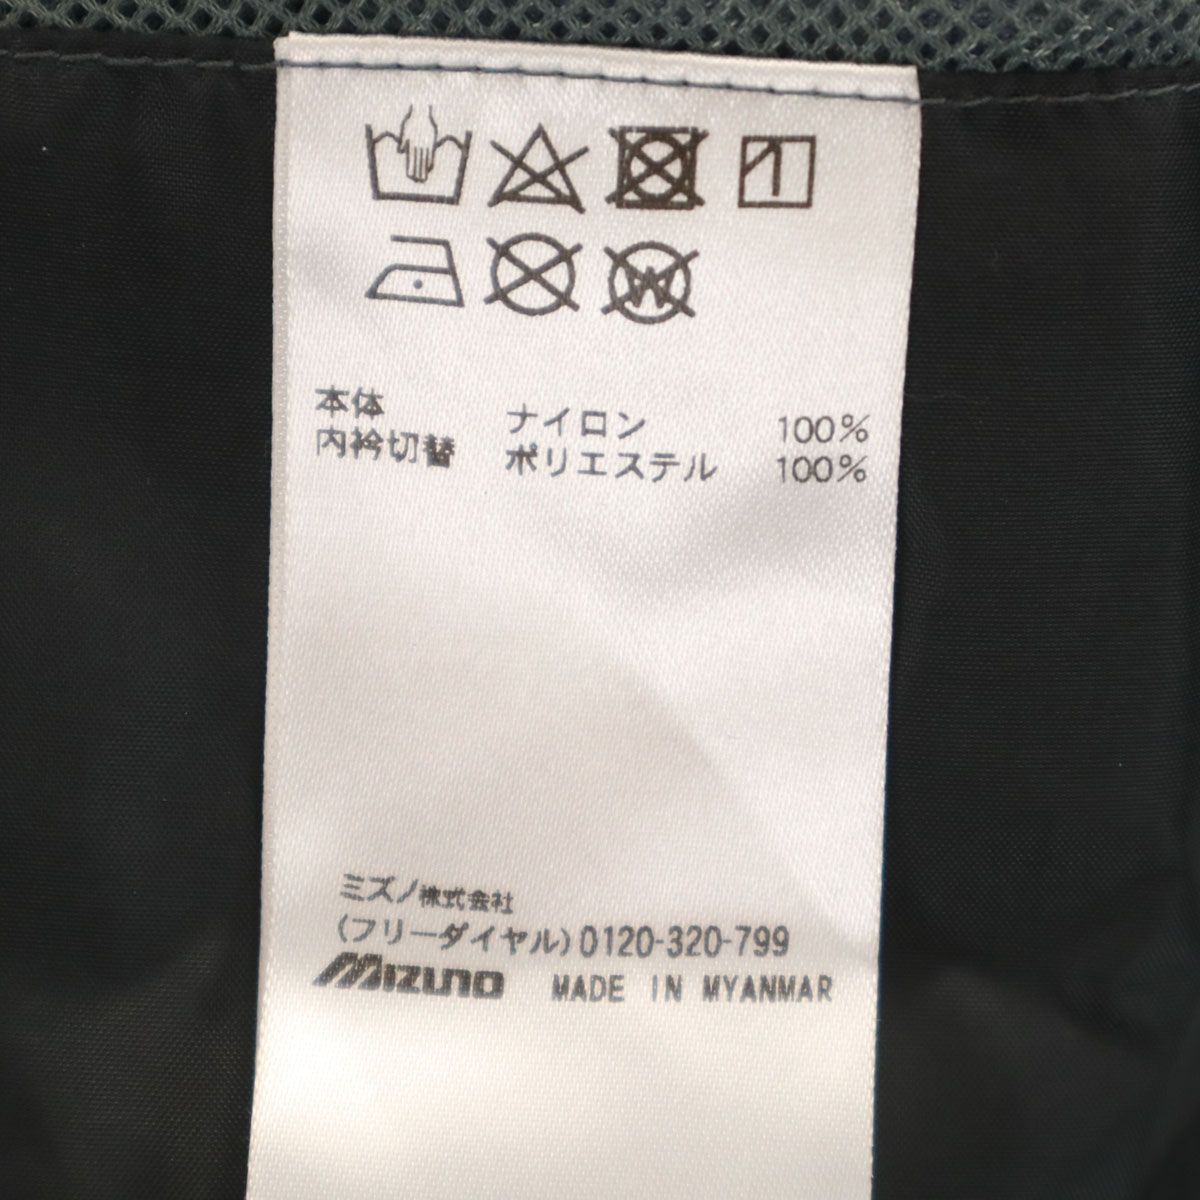 本体 ナイロン 100%
内衿切替 ポリエステル 100%
ミズノ株式会社
(フリーダイヤル)0120-320-799
MIZUNO MADE IN MYANMAR